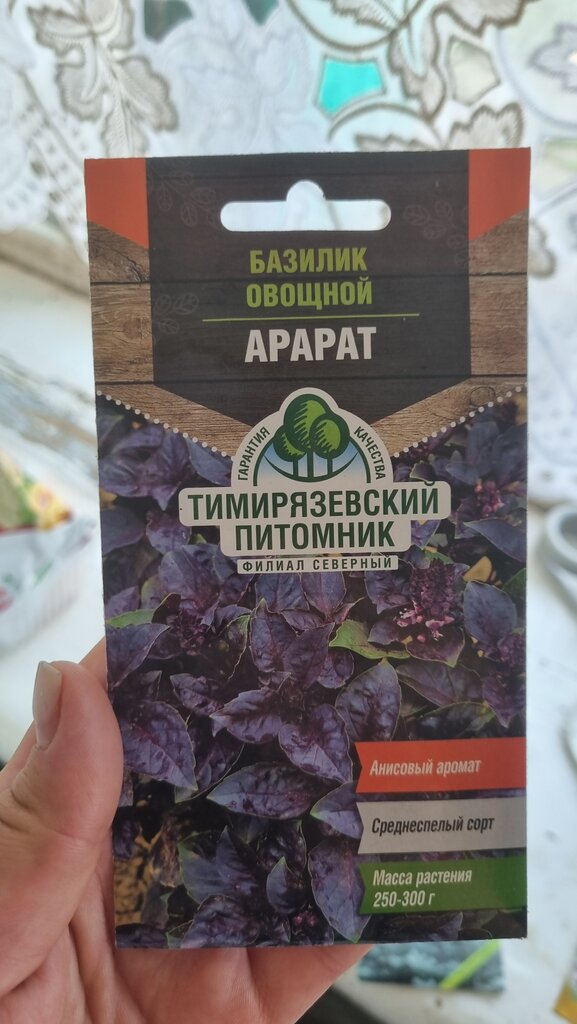 БАЗИЛИК
ОВОЩНОЙ
АРАРАТ
ГАРАНТИЯ КАЧЕСТВА
ТИМИРЯЗЕВСКИЙ
ПИТОМНИК
ФИЛИАЛ СЕВЕРНЫЙ
Анисовый аромат
Среднеспелый сорт
Масса растения
250-300 г